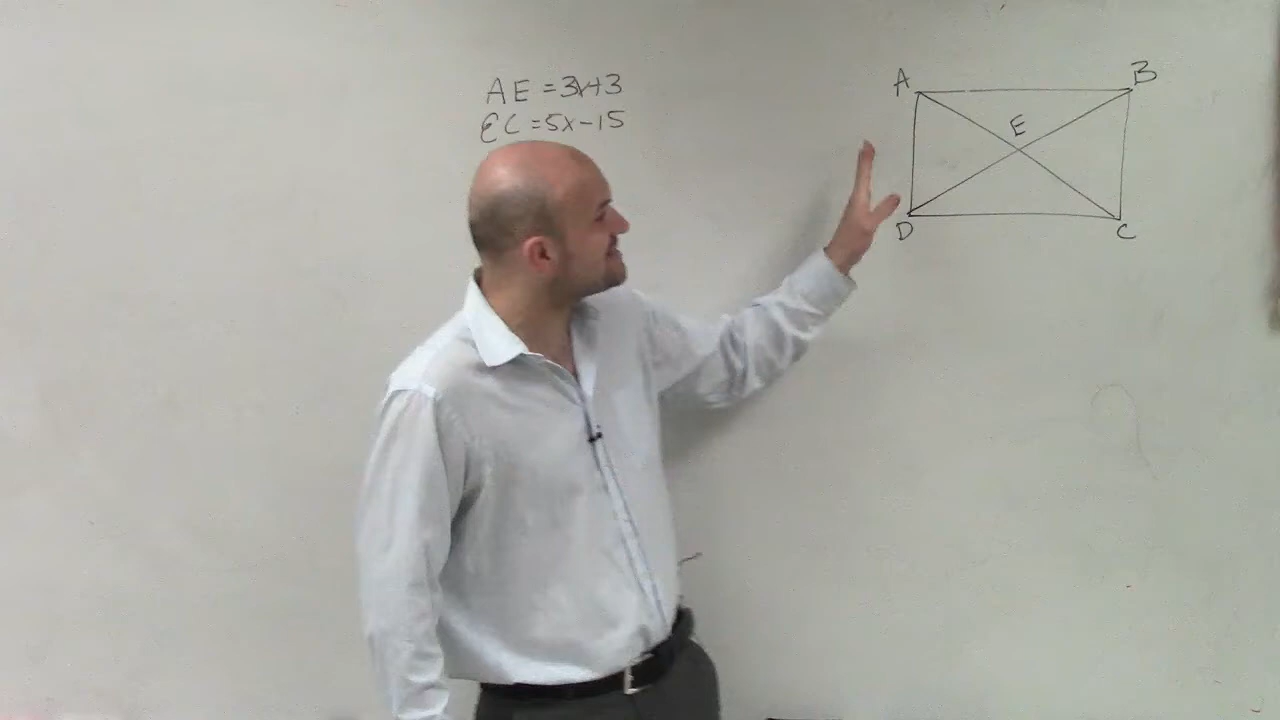 AE = 3x+3
EC = 5x-15
A
B
E
D
C